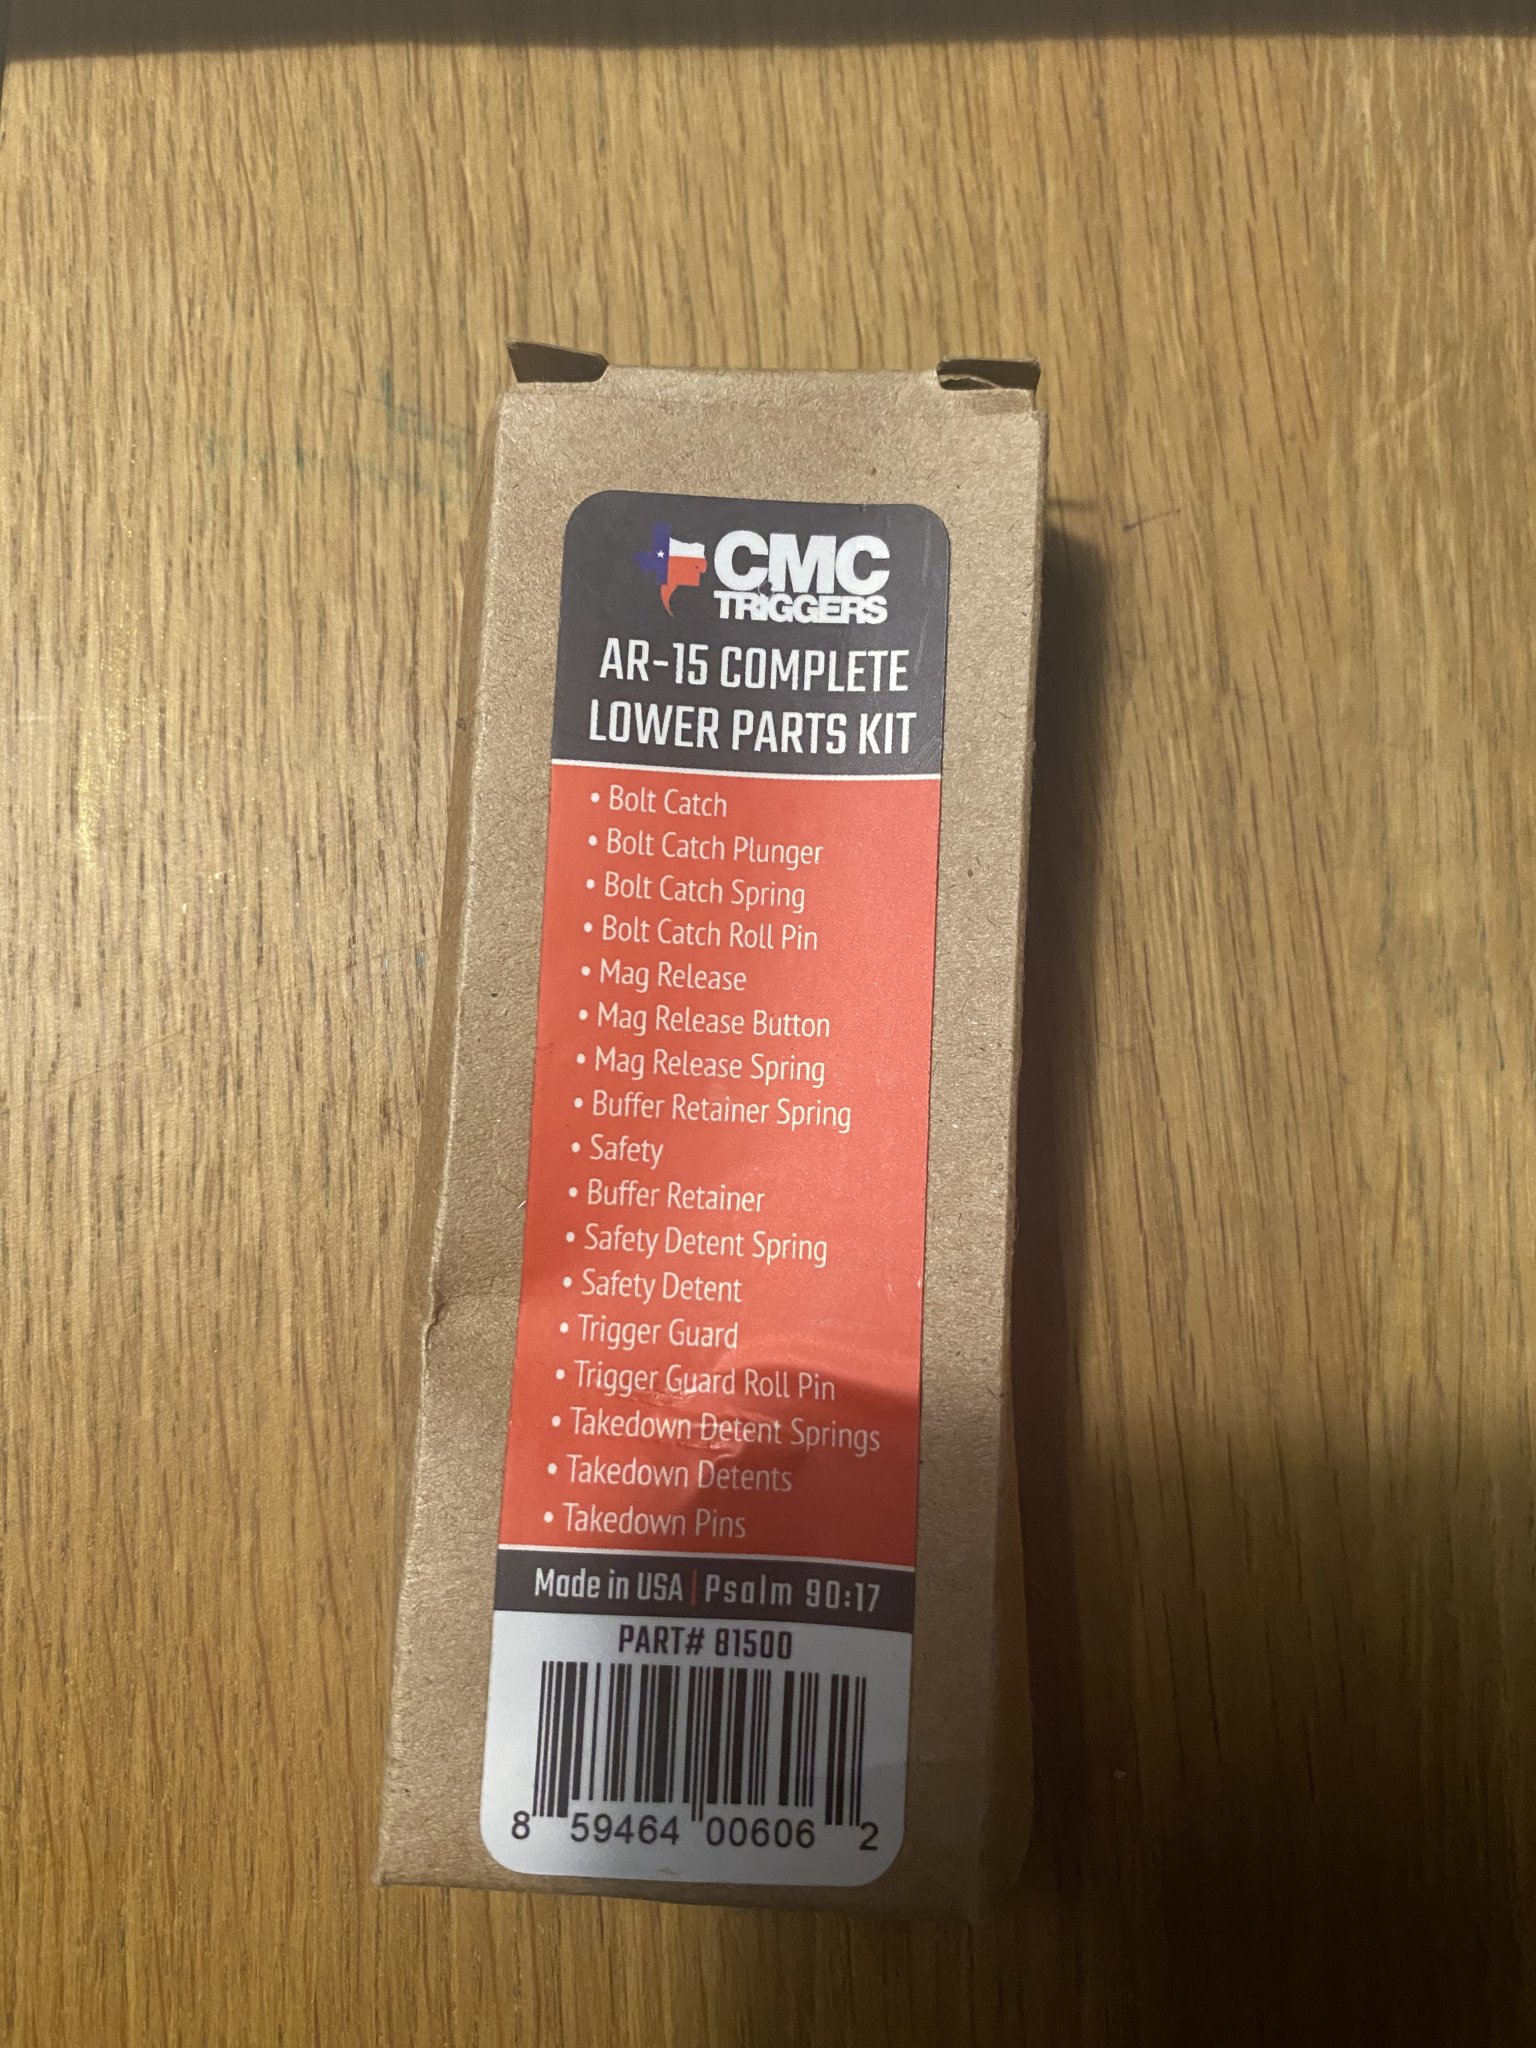 CMC
TRIGGERS
AR-15 COMPLETE
LOWER PARTS KIT
• Bolt Catch
• Bolt Catch Plunger
• Bolt Catch Spring
• Bolt Catch Roll Pin
• Mag Release
• Mag Release Button
• Mag Release Spring
• Buffer Retainer Spring
• Safety
• Buffer Retainer
• Safety Detent Spring
• Safety Detent
• Trigger Guard
• Trigger Guard Roll Pin
• Takedown Detent Springs
• Takedown Detents
• Takedown Pins
Made in USA | Psalm 90:17
PART# 81500
8 59464 00606 2